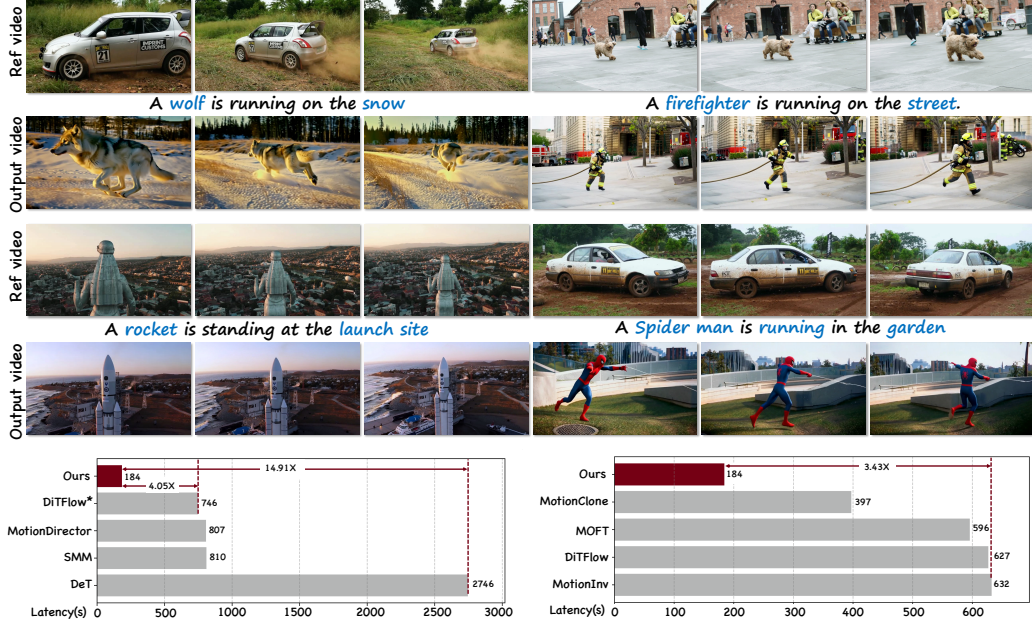 Ref video
21
IMPRINT CUSTOMS
A wolf is running on the snow
A firefighter is running on the street.
Output video
Ref video
A rocket is standing at the launch site
A Spider man is running in the garden
Output video
Ours
184
14.91X
4.05X
DiTFlow*
746
MotionDirector
807
SMM
810
DeT
2746
Latency(s)
0
500
1000
1500
2000
2500
3000
Ours
184
3.43X
MotionClone
397
MOFT
596
DiTFlow
627
MotionInv
632
Latency(s)
0
100
200
300
400
500
600